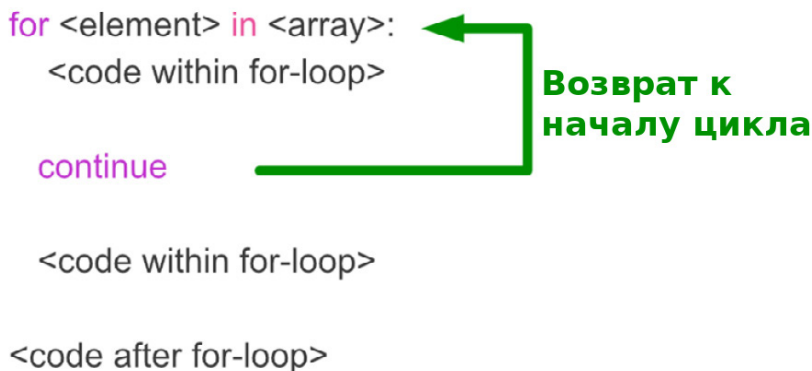 for <element> in <array>:
<code within for-loop>
Возврат к
началу цикла
continue
<code within for-loop>
<code after for-loop>